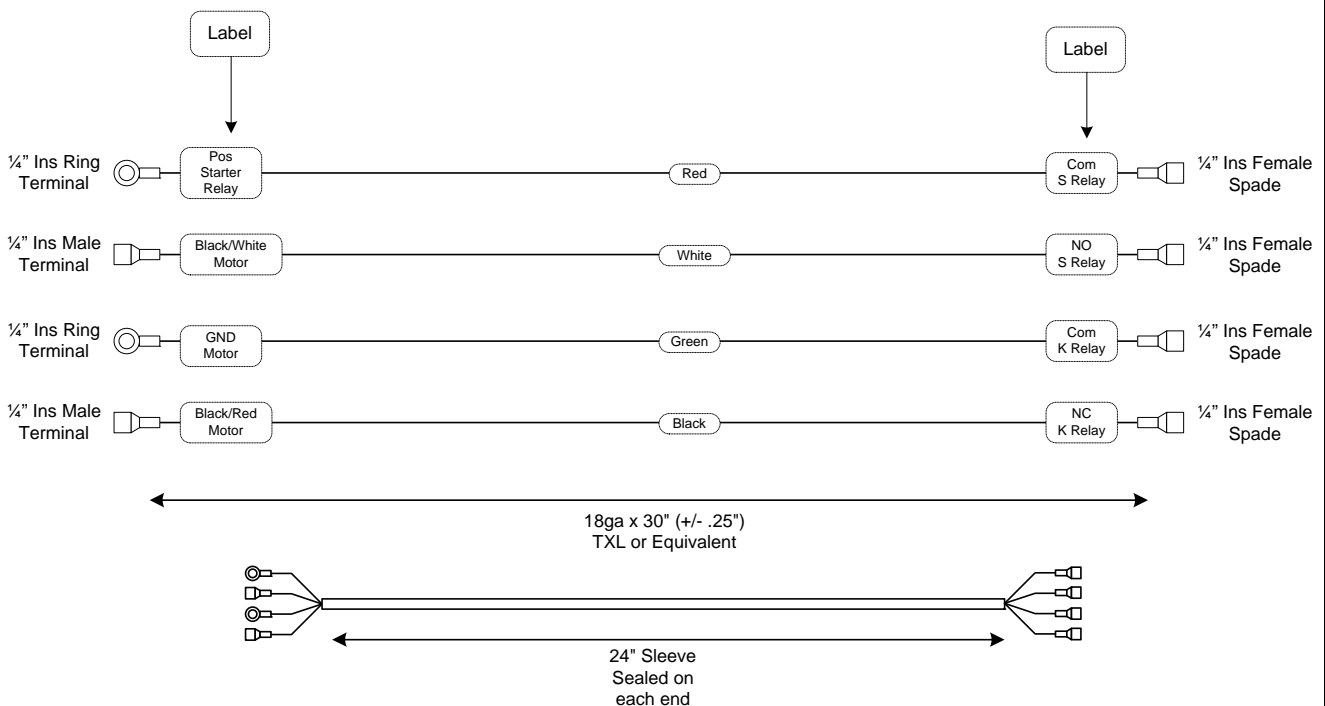 Label
Label
¼” Ins Ring
Terminal
Pos
Starter
Relay
Red
Com
S Relay
¼” Ins Female
Spade
¼” Ins Male
Terminal
Black/White
Motor
White
NO
S Relay
¼” Ins Female
Spade
¼” Ins Ring
Terminal
GND
Motor
Green
Com
K Relay
¼” Ins Female
Spade
¼” Ins Male
Terminal
Black/Red
Motor
Black
NC
K Relay
¼” Ins Female
Spade
18ga x 30" (+/- .25")
TXL or Equivalent
24" Sleeve
Sealed on
each end